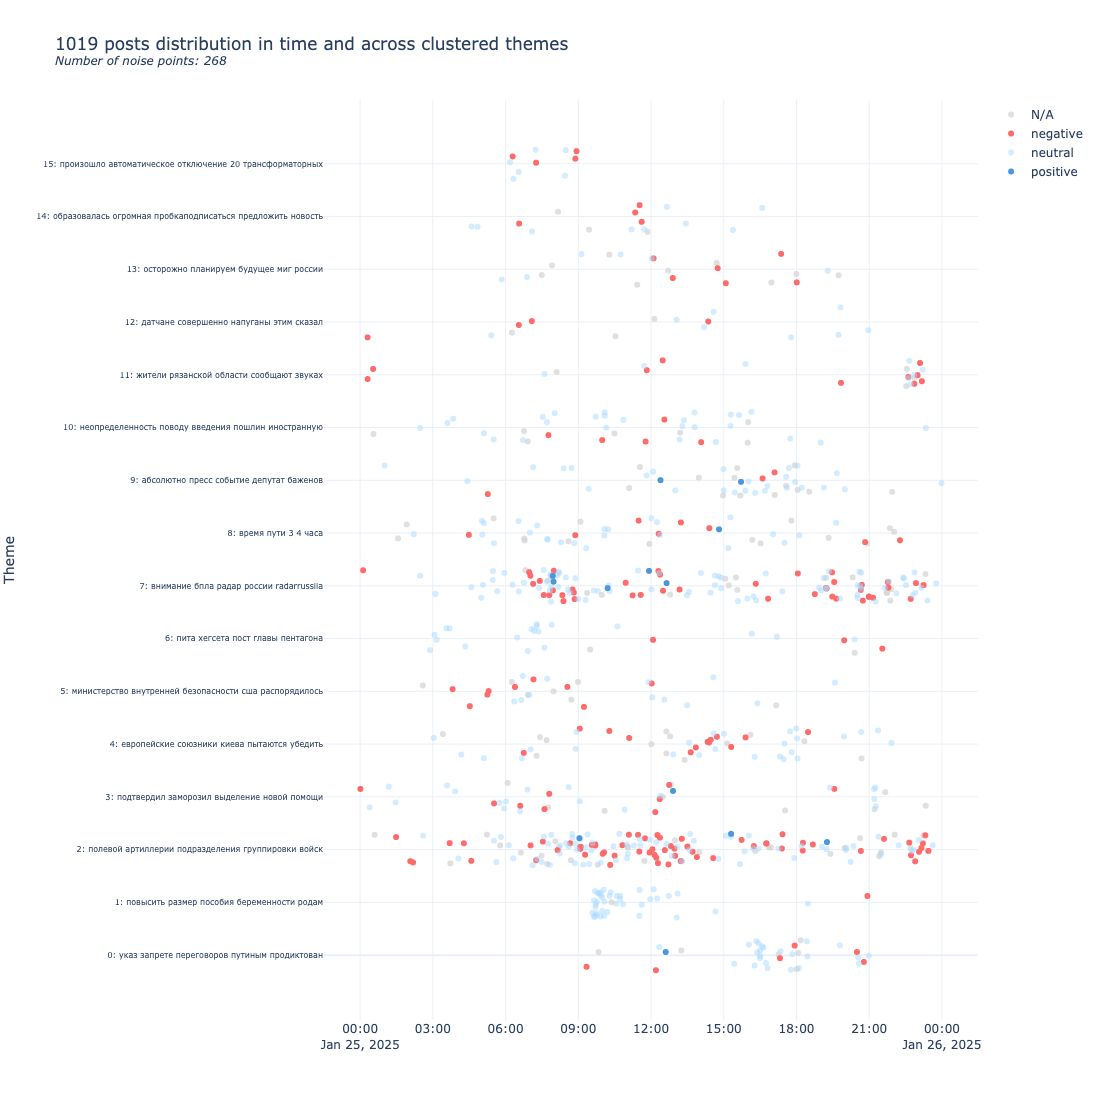 1019 posts distribution in time and across clustered themes
Number of noise points: 268
N/A
negative
neutral
positive
Theme
15: произошло автоматическое отключение 20 трансформаторных
14: образовалась огромная пробкаподписаться предложить новость
13: осторожно планируем будущее миг россии
12: датчане совершенно напуганы этим сказал
11: жители рязанской области сообщают звуках
10: неопределенность поводу введения пошлин иностранную
9: абсолютно пресс событие депутат баженов
8: время пути 3 4 часа
7: внимание бпла радар россии radarrussiia
6: пита хегсета пост главы пентагона
5: министерство внутренней безопасности сша распорядилось
4: европейские союзники киева пытаются убедить
3: подтвердил заморозил выделение новой помощи
2: полевой артиллерии подразделения группировки войск
1: повысить размер пособия беременности родам
0: указ запрете переговоров путиным продиктован
00:00 03:00 06:00 09:00 12:00 15:00 18:00 21:00 00:00
Jan 25, 2025 Jan 26, 2025